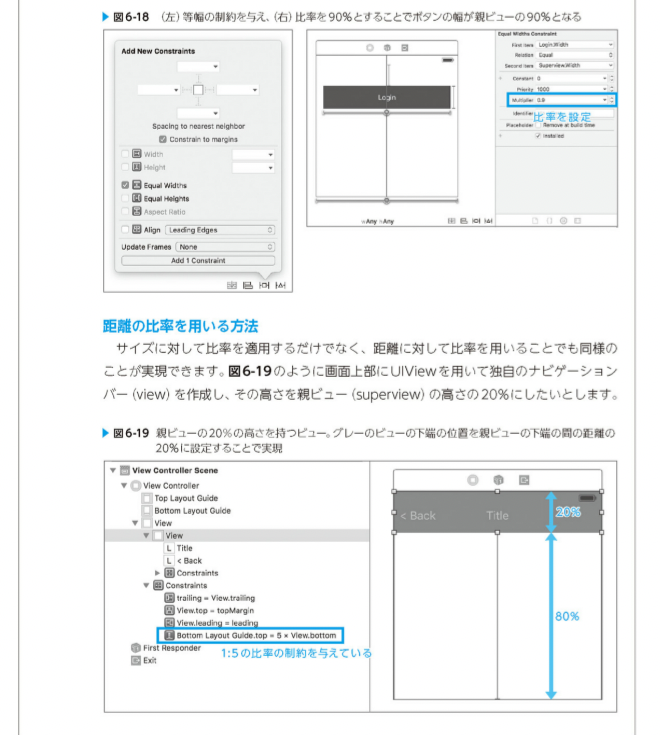 ▶ 図6-18 （左）等幅の制約を与え、（右）比率を90%とすることでボタンの幅が親ビューの90%となる
Add New Constraints
Spacing to nearest neighbor
Constrain to margins
Width
Height
Equal Widths
Equal Heights
Aspect Ratio
Align Leading Edges
Update Frames None
Add 1 Constraint
Login
wAny hAny
Equal Widths Constraint
First Item Login.Width
Relation Equal
Second Item Superview.Width
Constant 0
Priority 1000
Multiplier 0.9
Identifier
比率を設定
Placeholder Remove at build time
Installed
距離の比率を用いる方法
サイズに対して比率を適用するだけでなく、距離に対して比率を用いることでも同様の
ことが実現できます。図6-19のように画面上部にUIViewを用いて独自のナビゲーション
バー（view）を作成し、その高さを親ビュー（superview）の高さの20%にしたいとします。
▶ 図6-19 親ビューの20%の高さを持つビュー。グレーのビューの下端の位置を親ビューの下端の間の距離の
20%に設定することで実現
View Controller Scene
View Controller
Top Layout Guide
Bottom Layout Guide
View
View
L Title
L < Back
Constraints
Constraints
trailing = View.trailing
View.top = topMargin
View.leading = leading
Bottom Layout Guide.top = 5 × View.bottom
First Responder
1:5の比率の制約を与えている
Exit
< Back
Title
20%
80%